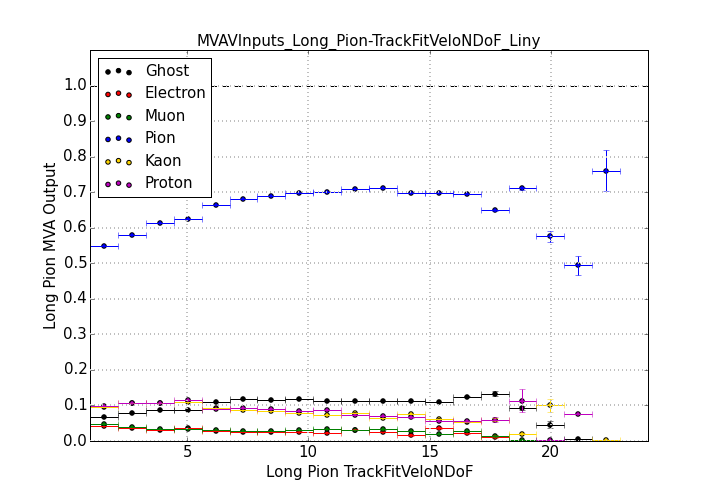 MVAVInputs_Long_Pion-TrackFitVeloNDoF_Liny
Long Pion MVA Output
1.0
0.9
0.8
0.7
0.6
0.5
0.4
0.3
0.2
0.1
0.0
Ghost
Electron
Muon
Pion
Kaon
Proton
5 10 15 20
Long Pion TrackFitVeloNDoF